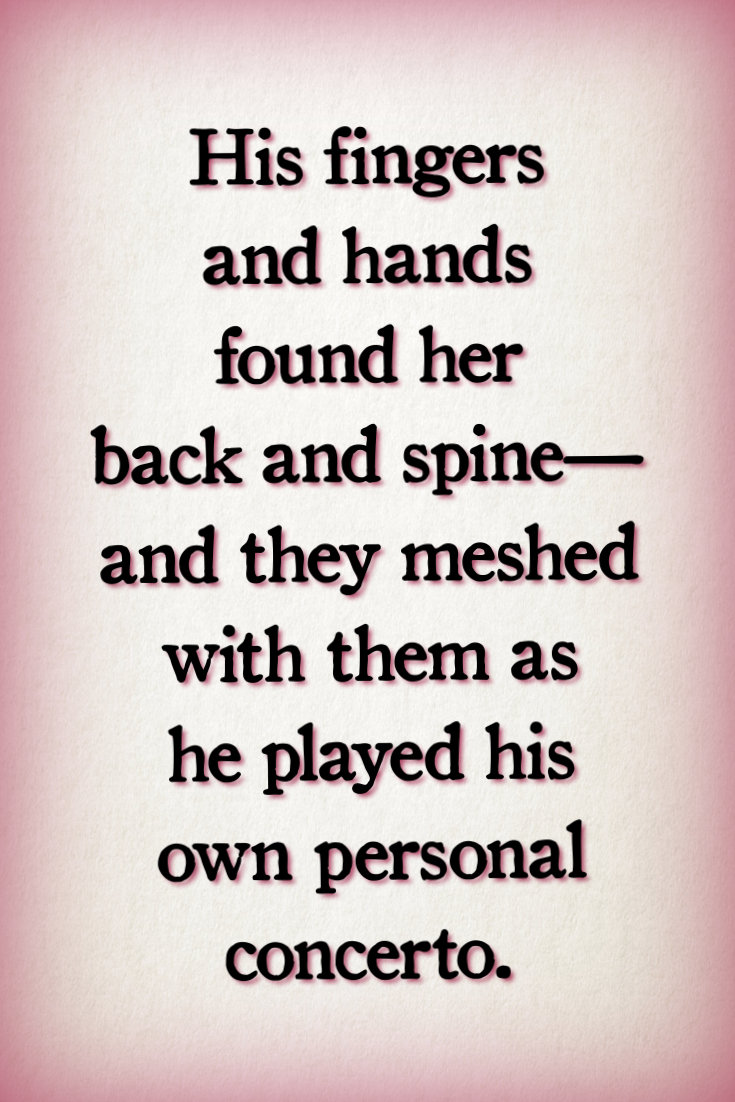 His fingers
and hands
found her
back and spine—
and they meshed
with them as
he played his
own personal
concerto.